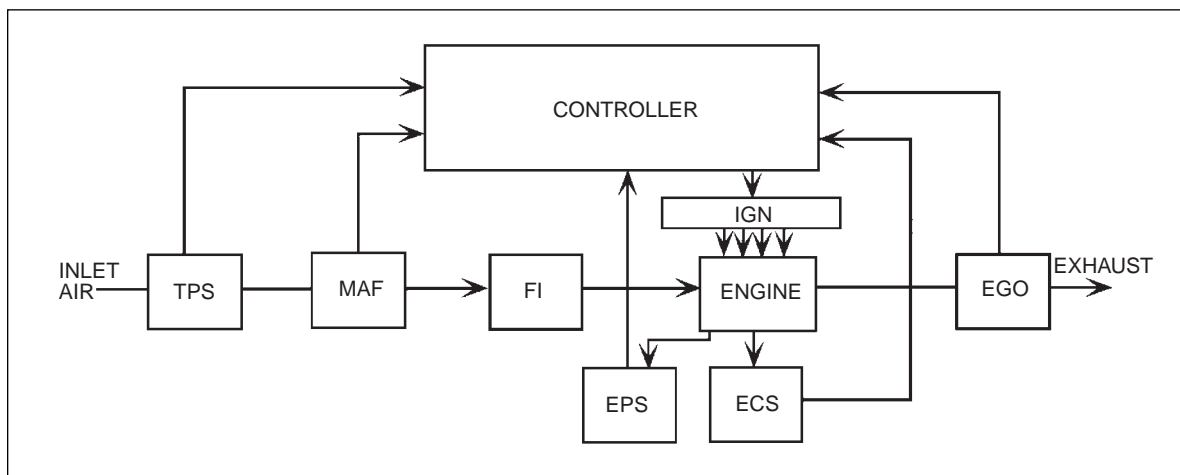 CONTROLLER
IGN
INLET
AIR
TPS
MAF
FI
ENGINE
EGO
EXHAUST
EPS
ECS